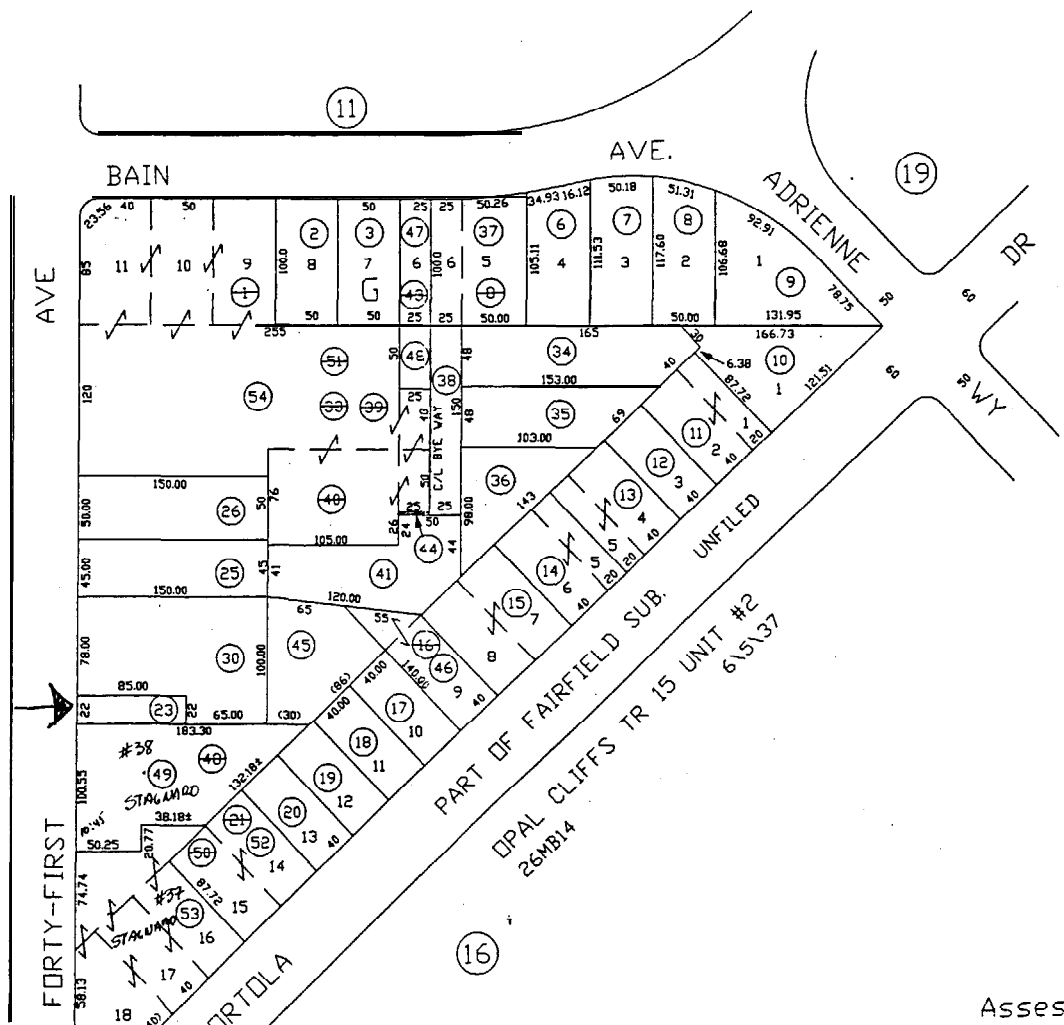 11
BAIN AVE.
19
ADRIENNE DR
WY
23.56 40 50 50 25 25 50.26 34.93 16.12 50.18 51.31 92.91
2 3 47 37 6 7 8
85 11 10 9 100.0 8 7 6 100.0 6 5 105.11 4 111.53 3 117.60 2 106.68 1
1 G 43 8 9
AVE
78.75 50 60
255 50 50 25 25 50.00 165 50.00 131.95
166.73
51 50 48 48 34 30 6.38 10
38 153.00 40 87.72 1 121.51 60 50
120 54 38 39 25 40 150 48 35 69
C/L BYE WAY
103.00 11 2 1 20
150.00 50 76 40 50 36 143 12 3 40
50.00 26 25 25 98.00 13 4 40
105.00 26 24 50 44 44
45.00 25 45 41 41 14 5 5 40
150.00 120.00 6 20 20
65 55 15 7 40
78.00 30 100.00 45 16 46 8
85.00 (86) 40.00 140.00 9 40
22 23 22 65.00 (30) 40.00 17 10
183.30 18 11
#38 48 132.18± 19 12
49
STAGNARO
100.55 38.18± 20 13 40
10.45 21 52
50.25 20.77 50 14
74.74 #37 87.72 15
STAGNARO 53 16
17 40
58.13 18 40)
FORTY-FIRST
PORTOLA
PART OF FAIRFIELD SUB. UNFILED
OPAL CLIFFS TR 15 UNIT #2
26MB14 6\5\37
16
Asses